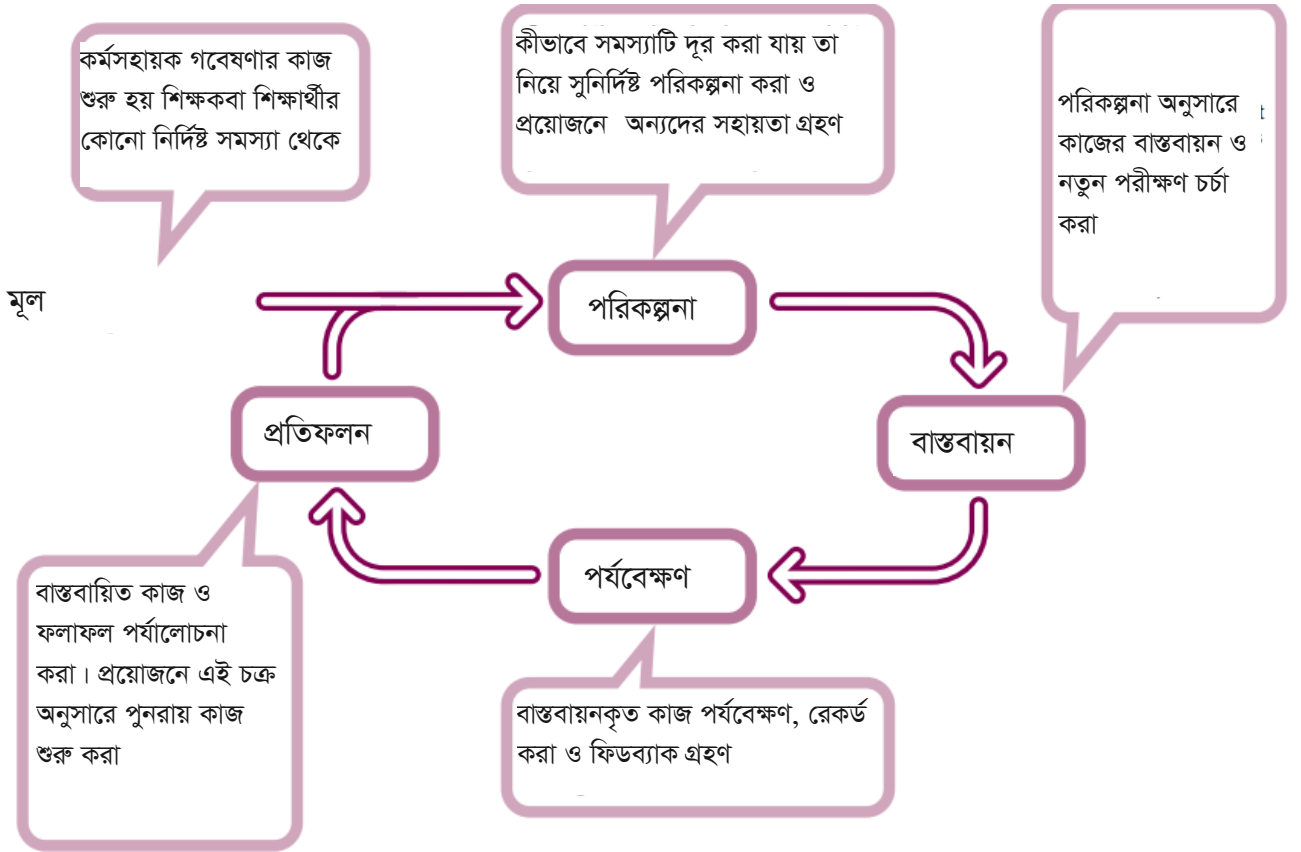 কর্মসহায়ক গবেষণার কাজ
শুরু হয় শিক্ষকবা শিক্ষার্থীর
কোনো নির্দিষ্ট সমস্যা থেকে
কীভাবে সমস্যাটি দূর করা যায় তা
নিয়ে সুনির্দিষ্ট পরিকল্পনা করা ও
প্রয়োজনে অন্যদের সহায়তা গ্রহণ
পরিকল্পনা অনুসারে
কাজের বাস্তবায়ন ও
নতুন পরীক্ষণ চর্চা
করা
মূল
পরিকল্পনা
প্রতিফলন
বাস্তবায়ন
পর্যবেক্ষণ
বাস্তবায়িত কাজ ও
ফলাফল পর্যালোচনা
করা। প্রয়োজনে এই চক্র
অনুসারে পুনরায় কাজ
শুরু করা
বাস্তবায়নকৃত কাজ পর্যবেক্ষণ, রেকর্ড
করা ও ফিডব্যাক গ্রহণ